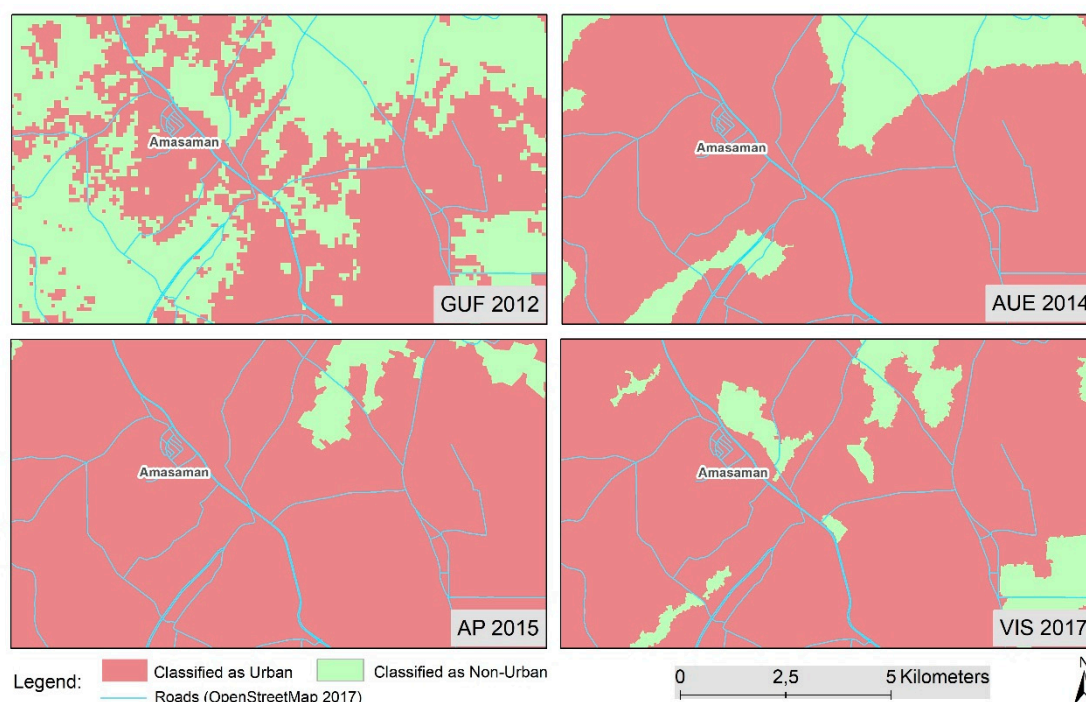 Amasaman
GUF 2012
Amasaman
AUE 2014
Amasaman
AP 2015
Amasaman
VIS 2017
Legend:
Classified as Urban
Classified as Non-Urban
Roads (OpenStreetMap 2017)
0 2,5 5 Kilometers
N